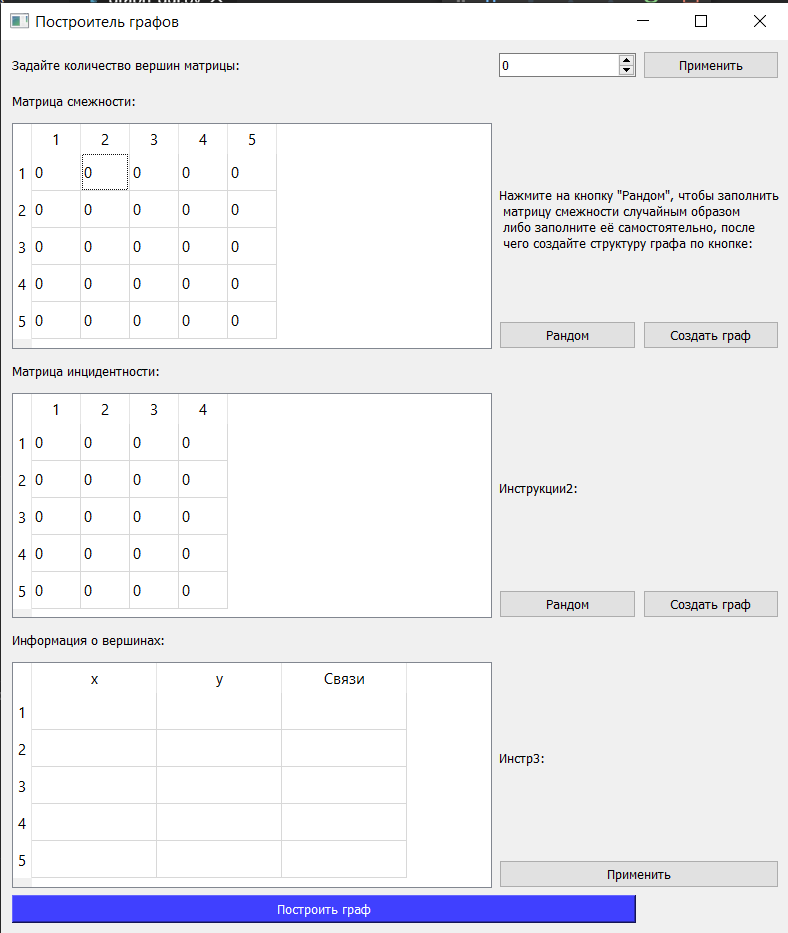 Построитель графов
Задайте количество вершин матрицы:
0
Применить
Матрица смежности:
1 2 3 4 5
1 0 0 0 0 0
2 0 0 0 0 0
3 0 0 0 0 0
4 0 0 0 0 0
5 0 0 0 0 0
Нажмите на кнопку "Рандом", чтобы заполнить
матрицу смежности случайным образом
либо заполните её самостоятельно, после
чего создайте структуру графа по кнопке:
Рандом
Создать граф
Матрица инцидентности:
1 2 3 4
1 0 0 0 0
2 0 0 0 0
3 0 0 0 0
4 0 0 0 0
5 0 0 0 0
Инструкции2:
Рандом
Создать граф
Информация о вершинах:
x y Связи
1
2
3
4
5
Инстр3:
Применить
Построить граф